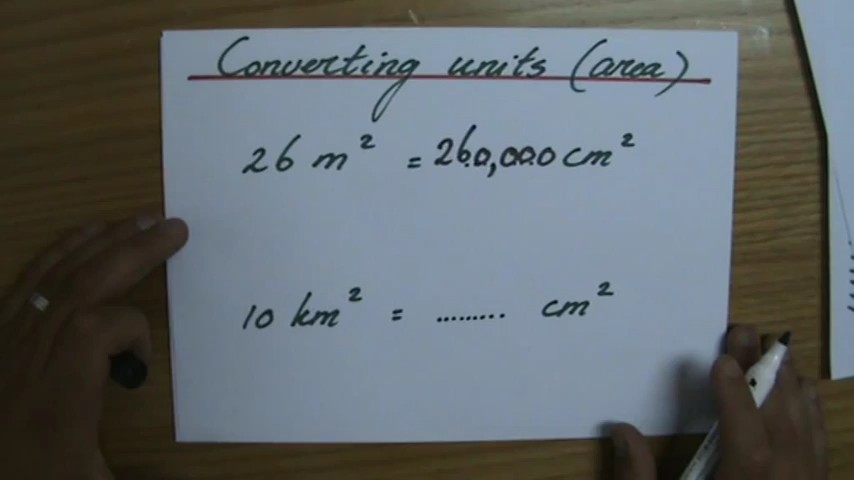 Converting units (area)
26 m² = 260,000 cm²
10 km² = ......... cm²